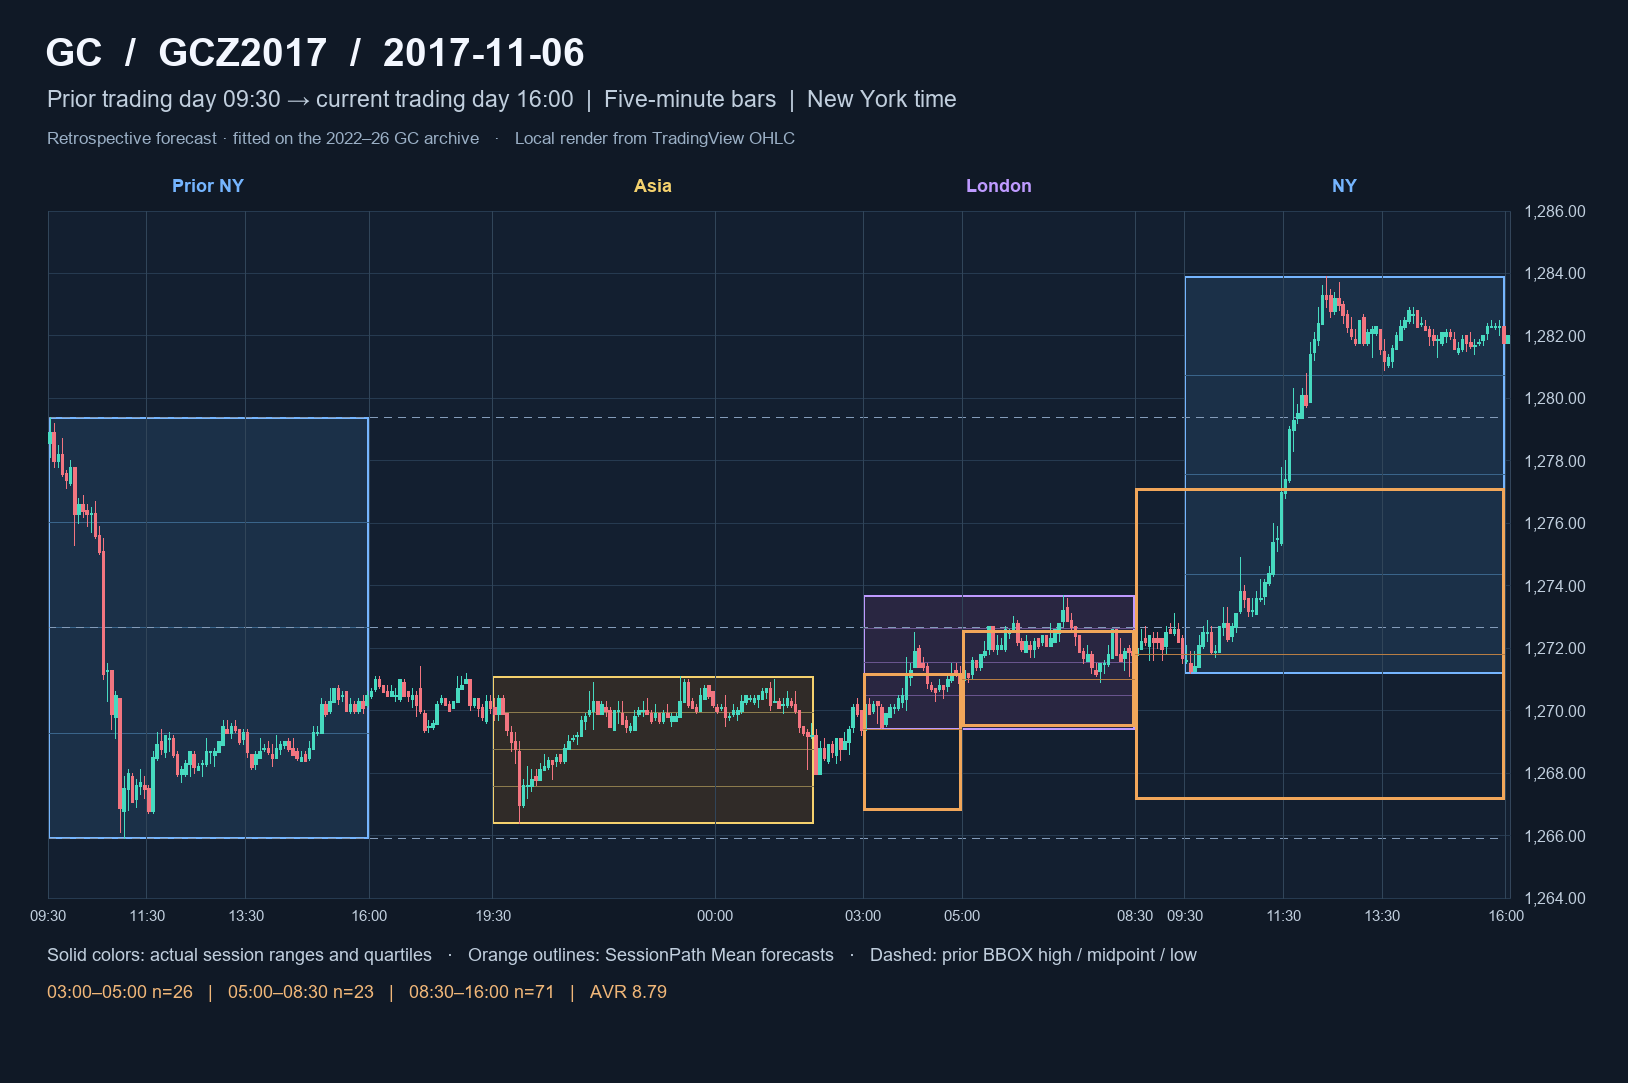 GC / GCZ2017 / 2017-11-06
Prior trading day 09:30 → current trading day 16:00 | Five-minute bars | New York time
Retrospective forecast · fitted on the 2022–26 GC archive · Local render from TradingView OHLC
Prior NY Asia London NY
1,286.00
1,284.00
1,282.00
1,280.00
1,278.00
1,276.00
1,274.00
1,272.00
1,270.00
1,268.00
1,266.00
1,264.00
09:30 11:30 13:30 16:00 19:30 00:00 03:00 05:00 08:30 09:30 11:30 13:30 16:00
Solid colors: actual session ranges and quartiles · Orange outlines: SessionPath Mean forecasts · Dashed: prior BBOX high / midpoint / low
03:00–05:00 n=26 | 05:00–08:30 n=23 | 08:30–16:00 n=71 | AVR 8.79